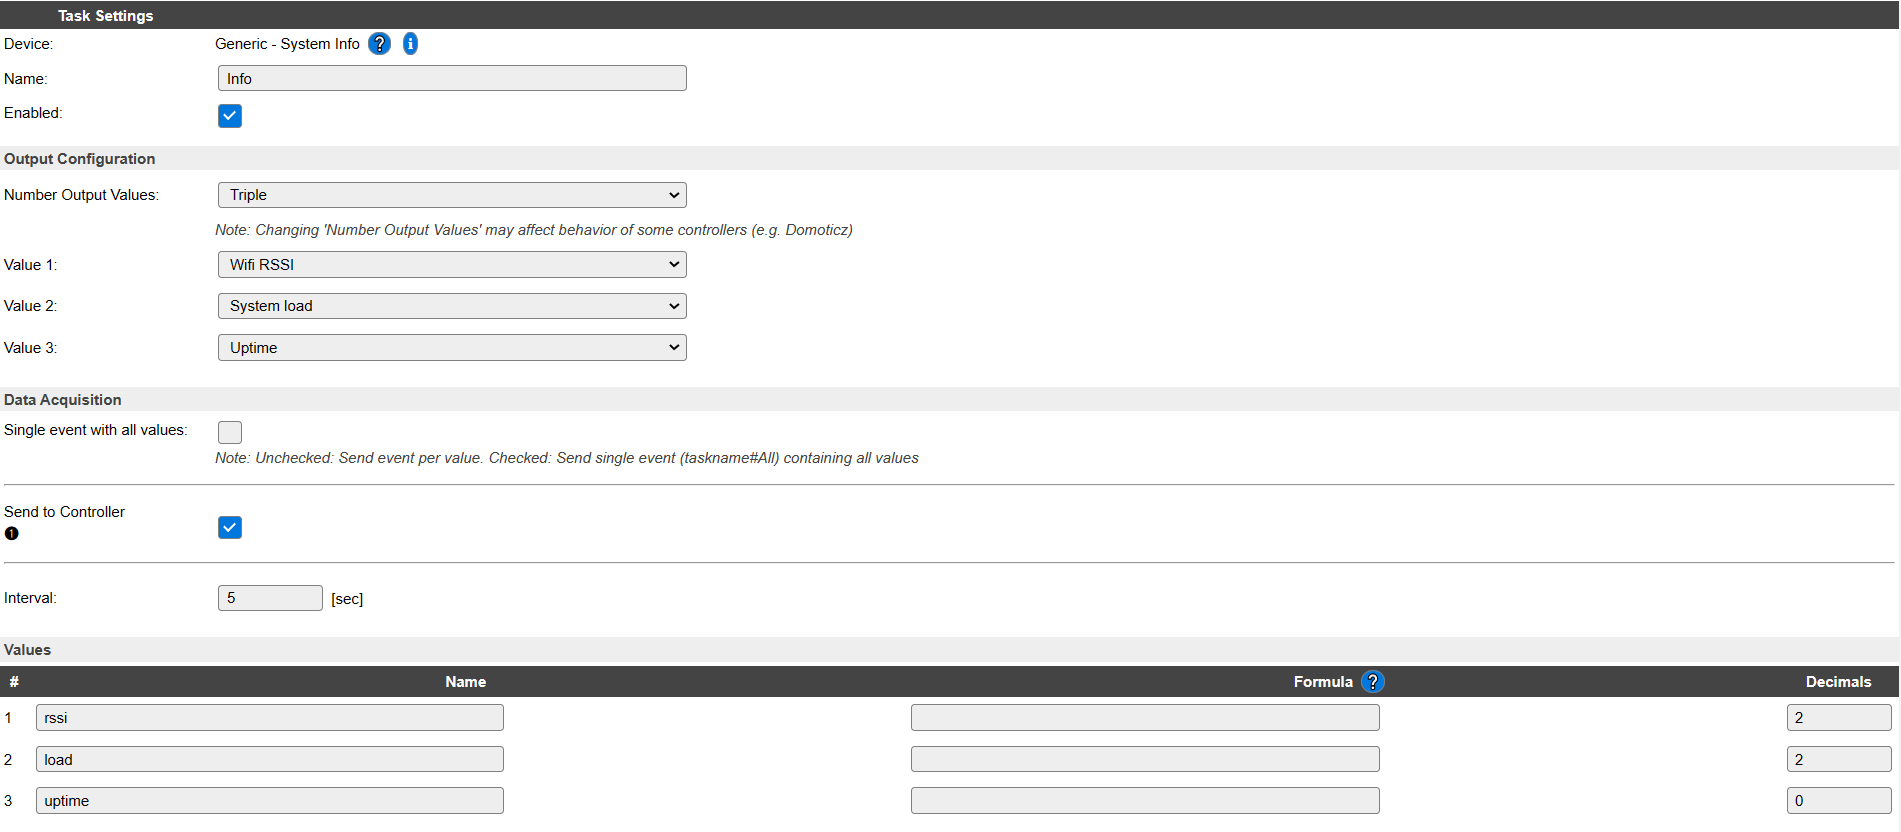 Task Settings
Device: Generic - System Info ? i
Name: Info
Enabled:
Output Configuration
Number Output Values: Triple
Note: Changing 'Number Output Values' may affect behavior of some controllers (e.g. Domoticz)
Value 1: Wifi RSSI
Value 2: System load
Value 3: Uptime
Data Acquisition
Single event with all values:
Note: Unchecked: Send event per value. Checked: Send single event (taskname#All) containing all values
Send to Controller
❶
Interval: 5 [sec]
Values
# Name Formula ? Decimals
1 rssi 2
2 load 2
3 uptime 0